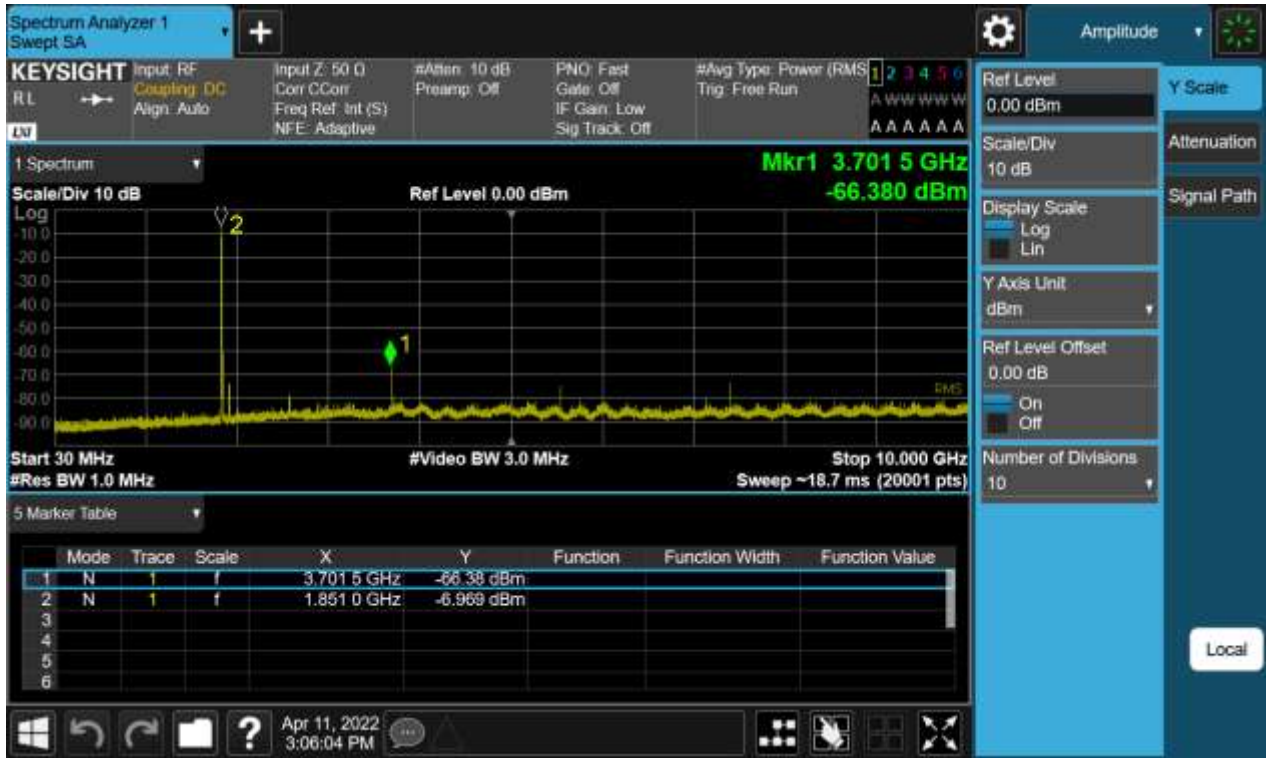 Spectrum Analyzer 1
Swept SA
Amplitude
KEYSIGHT
RL
LXI
Input: RF
Coupling: DC
Align: Auto
Input Z: 50 Ω
Corr CCorr
Freq Ref: Int (S)
NFE: Adaptive
#Atten: 10 dB
Preamp: Off
PNO: Fast
Gate: Off
IF Gain: Low
Sig Track: Off
#Avg Type: Power (RMS
Trig: Free Run
1 2 3 4 5 6
A W W W W W
A A A A A A
1 Spectrum
Mkr1 3.701 5 GHz
-66.380 dBm
Scale/Div 10 dB
Ref Level 0.00 dBm
Log
-10.0
-20.0
-30.0
-40.0
-50.0
-60.0
-70.0
-80.0
-90.0
2
1
RMS
Start 30 MHz
#Video BW 3.0 MHz
Stop 10.000 GHz
#Res BW 1.0 MHz
Sweep ~18.7 ms (20001 pts)
5 Marker Table
Mode Trace Scale X Y Function Function Width Function Value
1 N 1 f 3.701 5 GHz -66.38 dBm
2 N 1 f 1.851 0 GHz -6.969 dBm
3
4
5
6
Ref Level
0.00 dBm
Scale/Div
10 dB
Display Scale
Log
Lin
Y Axis Unit
dBm
Ref Level Offset
0.00 dB
On
Off
Number of Divisions
10
Y Scale
Attenuation
Signal Path
Local
?
Apr 11, 2022
3:06:04 PM